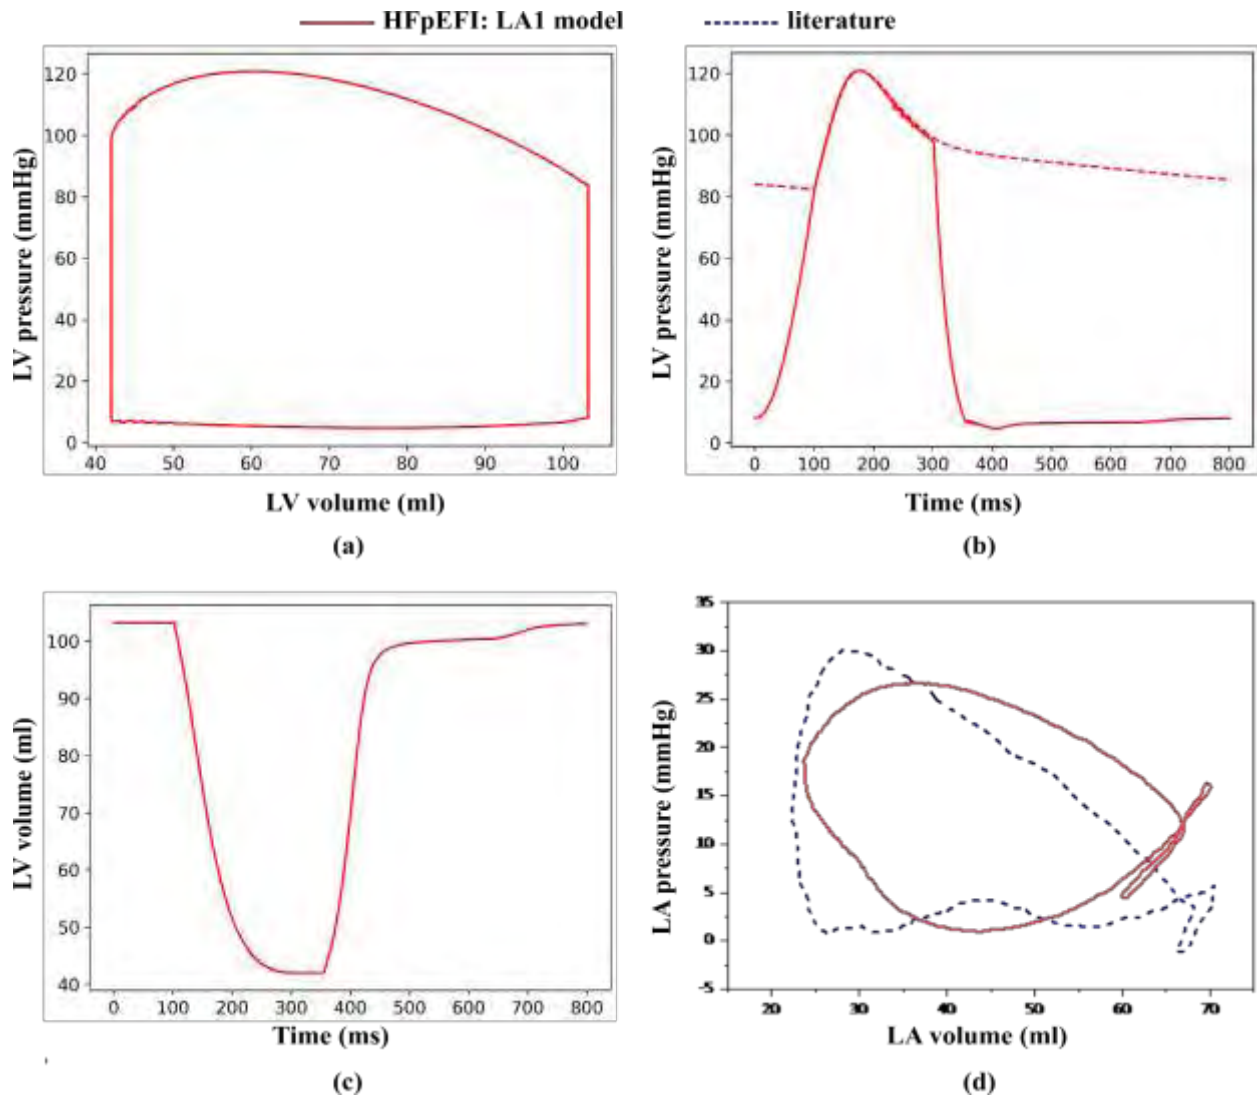 HFpEFI: LA1 model literature
120
100
80
60
40
20
0
LV pressure (mmHg)
40 50 60 70 80 90 100
LV volume (ml)
(a)
120
100
80
60
40
20
0
LV pressure (mmHg)
0 100 200 300 400 500 600 700 800
Time (ms)
(b)
100
90
80
70
60
50
40
LV volume (ml)
0 100 200 300 400 500 600 700 800
Time (ms)
(c)
35
30
25
20
15
10
5
0
-5
LA pressure (mmHg)
20 30 40 50 60 70
LA volume (ml)
(d)